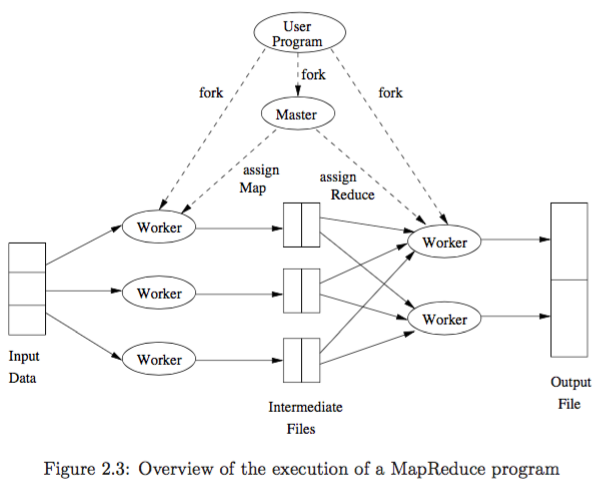 User
Program
fork
fork
fork
Master
assign
Map
assign
Reduce
Worker
Worker
Worker
Worker
Worker
Input
Data
Intermediate
Files
Output
File
Figure 2.3: Overview of the execution of a MapReduce program